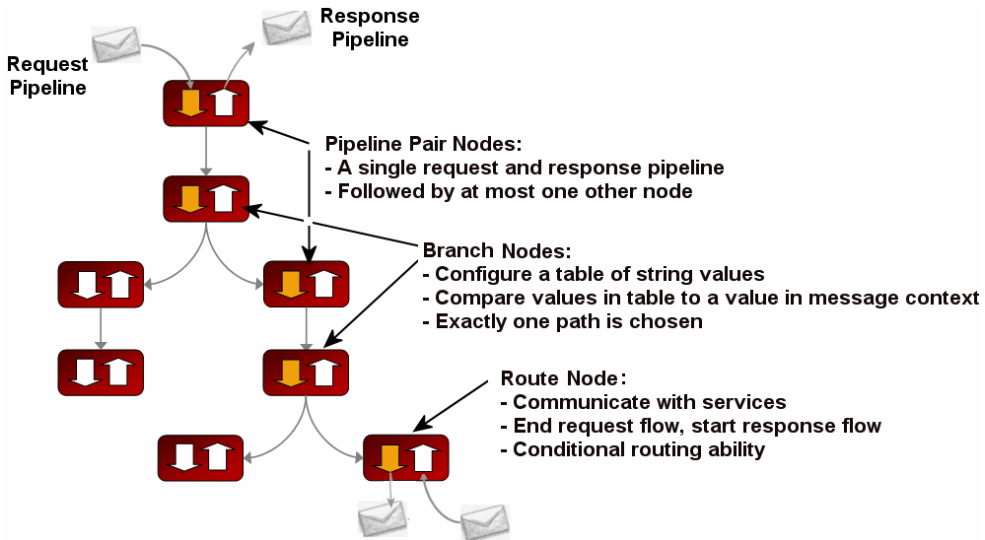 Response
Pipeline
Request
Pipeline
Pipeline Pair Nodes:
- A single request and response pipeline
- Followed by at most one other node
Branch Nodes:
- Configure a table of string values
- Compare values in table to a value in message context
- Exactly one path is chosen
Route Node:
- Communicate with services
- End request flow, start response flow
- Conditional routing ability